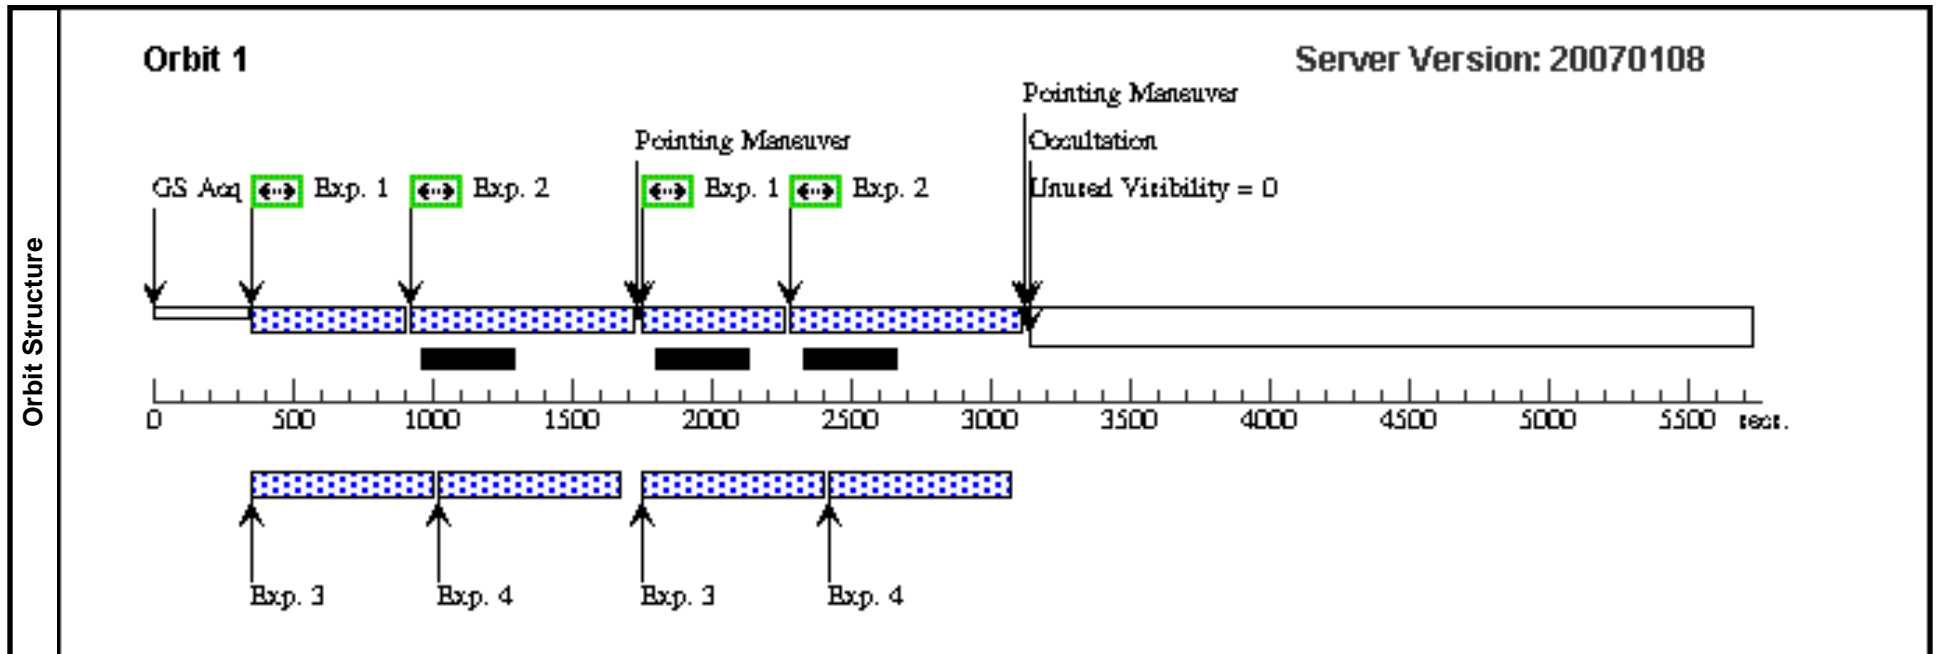 Orbit Structure
Orbit 1
Server Version: 20070108
Pointing Maneuver
Pointing Maneuver
Occultation
GS Acq Exp. 1 Exp. 2 Exp. 1 Exp. 2 Unused Visibility = 0
0 500 1000 1500 2000 2500 3000 3500 4000 4500 5000 5500 secs.
Exp. 3 Exp. 4 Exp. 3 Exp. 4